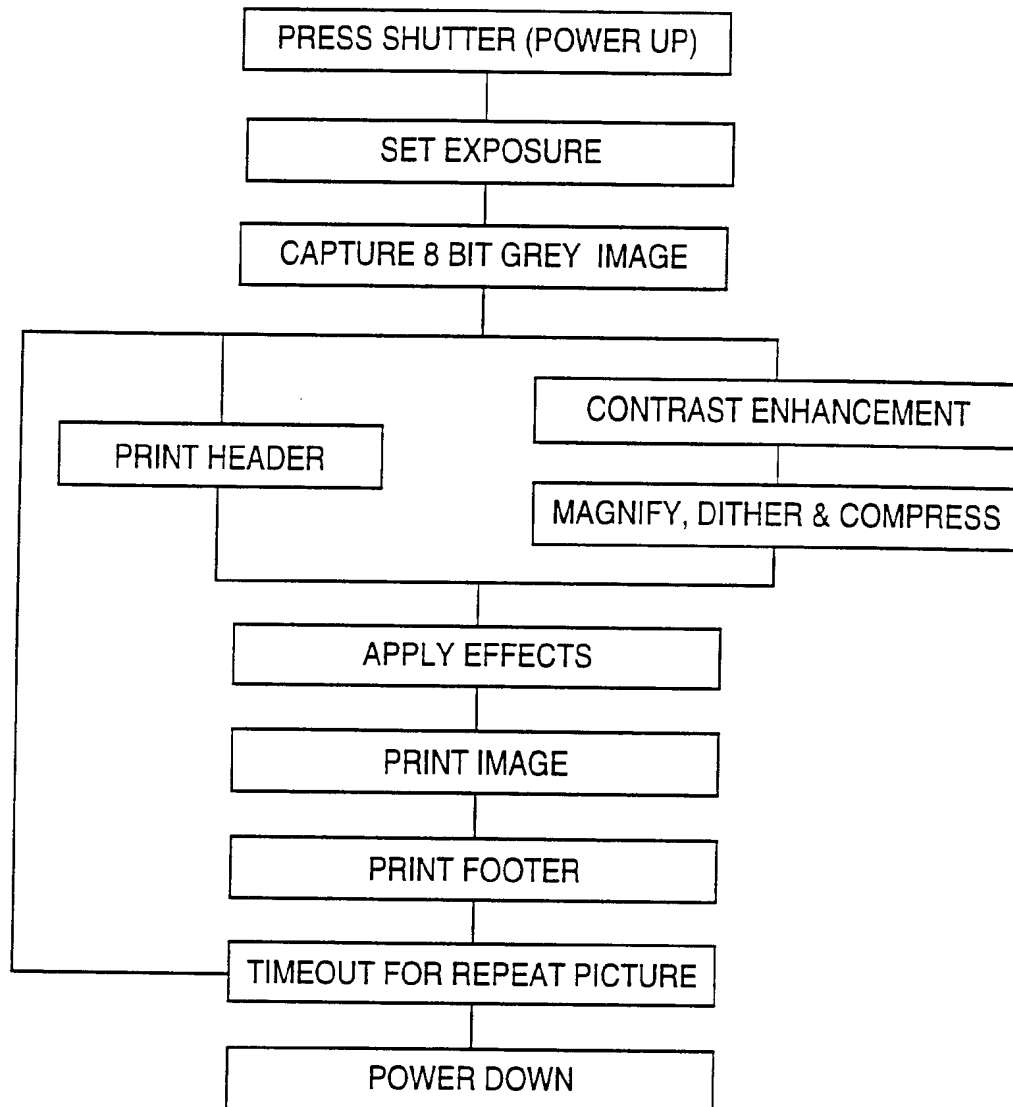 PRESS SHUTTER (POWER UP)
SET EXPOSURE
CAPTURE 8 BIT GREY IMAGE
CONTRAST ENHANCEMENT
PRINT HEADER
MAGNIFY, DITHER & COMPRESS
APPLY EFFECTS
PRINT IMAGE
PRINT FOOTER
TIMEOUT FOR REPEAT PICTURE
POWER DOWN